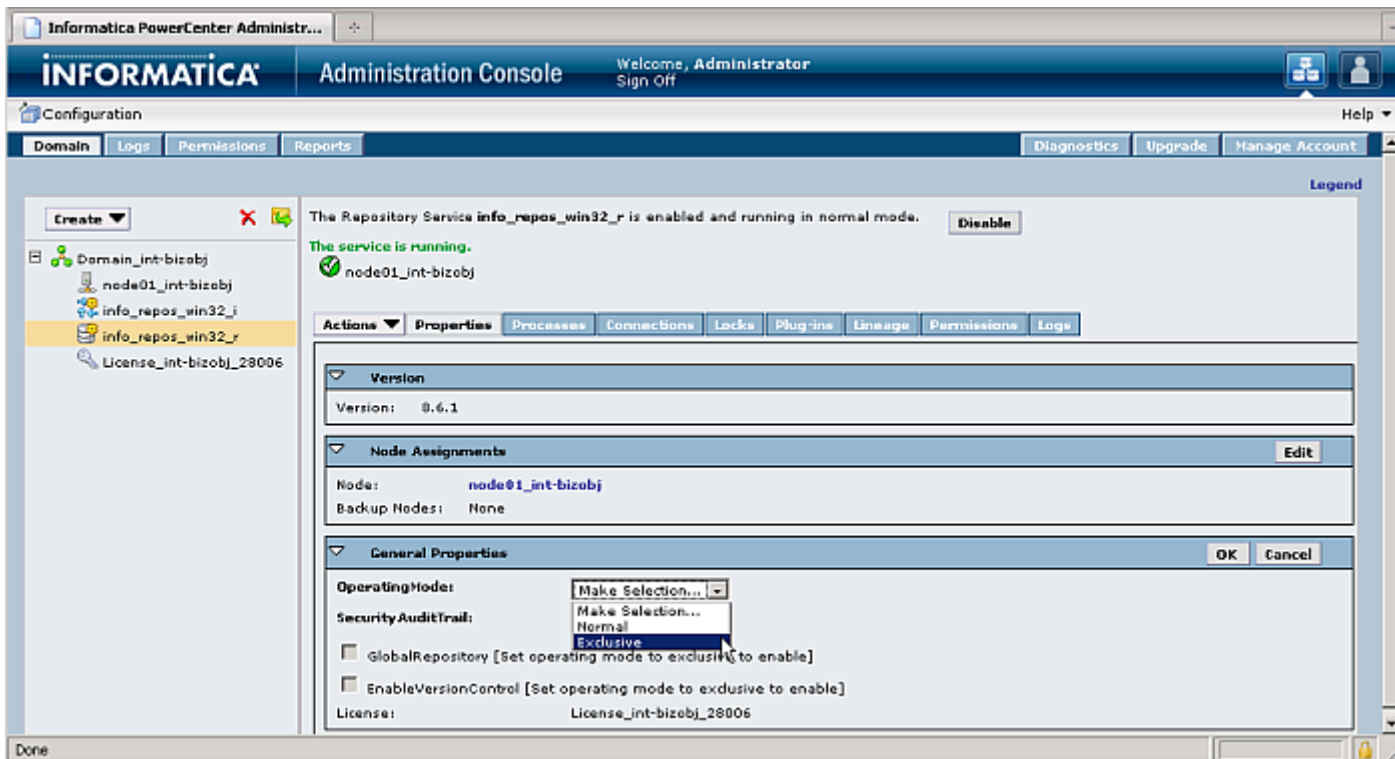 Informatica PowerCenter Administr...
INFORMATICA
Administration Console
Welcome, Administrator
Sign Off
Configuration
Help
Domain
Logs
Permissions
Reports
Diagnostics
Upgrade
Manage Account
Legend
Create
The Repository Service info_repos_win32_r is enabled and running in normal mode.
Disable
The service is running.
node01_int-bizobj
Domain_int-bizobj
node01_int-bizobj
info_repos_win32_i
info_repos_win32_r
License_int-bizobj_28006
Actions
Properties
Processes
Connections
Locks
Plug-ins
Lineage
Permissions
Logs
Version
Version: 8.6.1
Node Assignments
Edit
Node: node01_int-bizobj
Backup Nodes: None
General Properties
OK
Cancel
OperatingMode: Make Selection...
Make Selection...
SecurityAuditTrail:
Normal
Exclusive
GlobalRepository [Set operating mode to exclusive to enable]
EnableVersionControl [Set operating mode to exclusive to enable]
License: License_int-bizobj_28006
Done